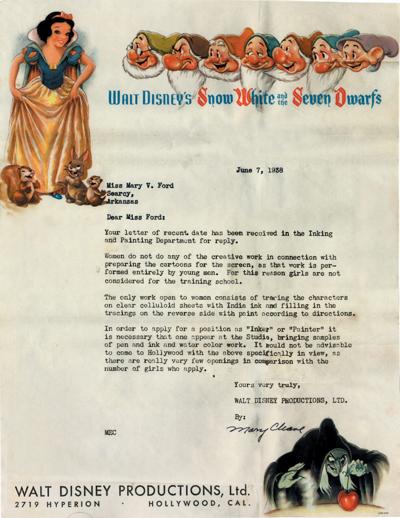 WALT DISNEY'S Snow White and the Seven Dwarfs
June 7, 1938
Miss Mary V. Ford
Searcy,
Arkansas
Dear Miss Ford:
Your letter of recent date has been received in the Inking
and Painting Department for reply.
Women do not do any of the creative work in connection with
preparing the cartoons for the screen, as that work is per-
formed entirely by young men. For this reason girls are not
considered for the training school.
The only work open to women consists of tracing the characters
on clear celluloid sheets with India ink and filling in the
tracings on the reverse side with paint according to directions.
In order to apply for a position as "Inker" or "Painter" it
is necessary that one appear at the Studio, bringing samples
of pen and ink and water color work. It would not be advisable
to come to Hollywood with the above specifically in view, as
there are really very few openings in comparison with the
number of girls who apply.
Yours very truly,
WALT DISNEY PRODUCTIONS, LTD.
By:
Mary Cleave
MEC
WALT DISNEY PRODUCTIONS, Ltd.
2719 HYPERION · HOLLYWOOD, CAL.